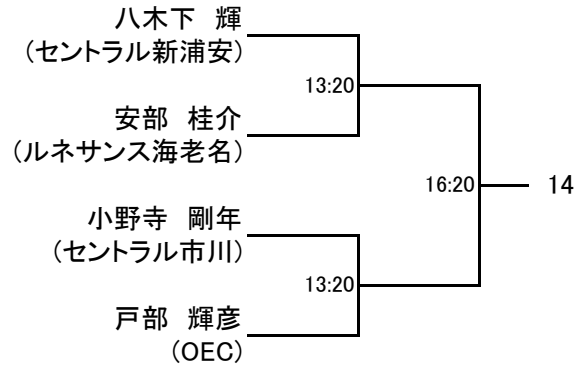 八木下　輝
(セントラル新浦安)
13:20
安部　桂介
(ルネサンス海老名)
16:20
14
小野寺　剛年
(セントラル市川)
13:20
戸部　輝彦
(OEC)